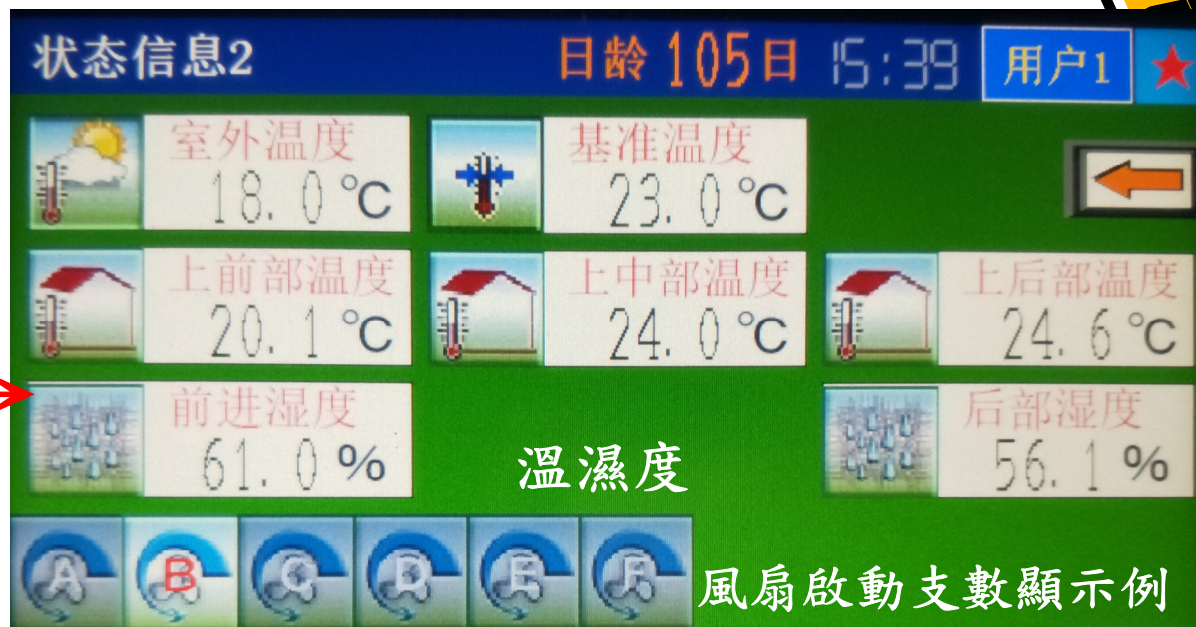 状态信息2 日龄 105日 15:39 用户1
室外温度 基准温度
18.0 °C 23.0 °C
上前部温度 上中部温度 上后部温度
20.1 °C 24.0 °C 24.6 °C
前进湿度 后部湿度
61.0 % 56.1 %
溫濕度
A B C D E F
風扇啟動支數顯示例